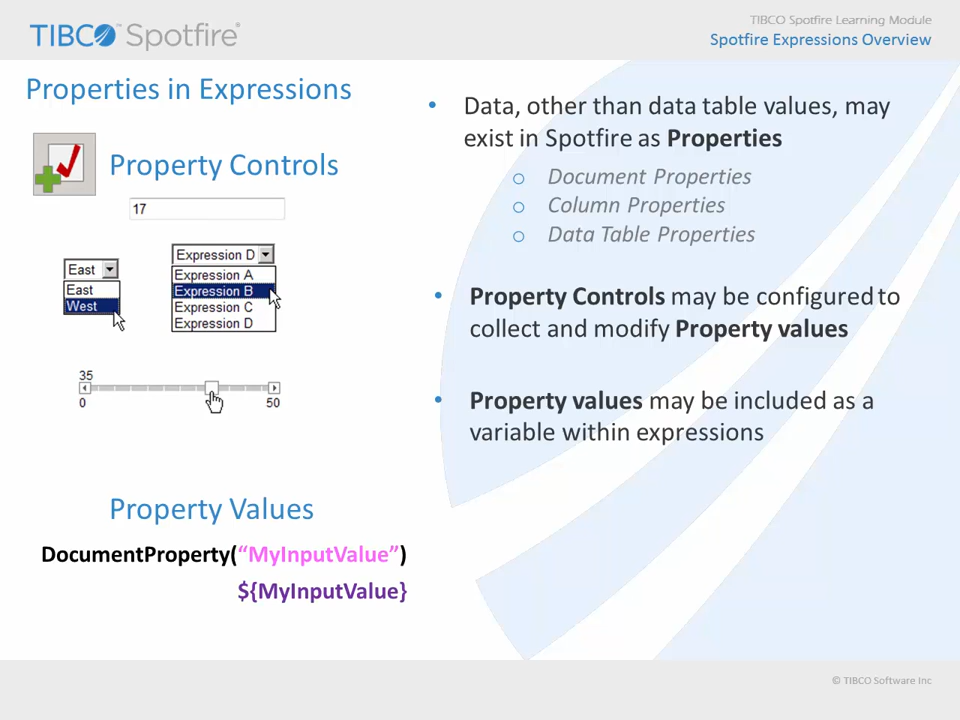 TIBCO™ Spotfire®
TIBCO Spotfire Learning Module
Spotfire Expressions Overview
Properties in Expressions
Property Controls
17
East
East
West
Expression D
Expression A
Expression B
Expression C
Expression D
35
0
50
Property Values
DocumentProperty(“MyInputValue”)
${MyInputValue}
• Data, other than data table values, may
exist in Spotfire as Properties
o Document Properties
o Column Properties
o Data Table Properties
• Property Controls may be configured to
collect and modify Property values
• Property values may be included as a
variable within expressions
© TIBCO Software Inc